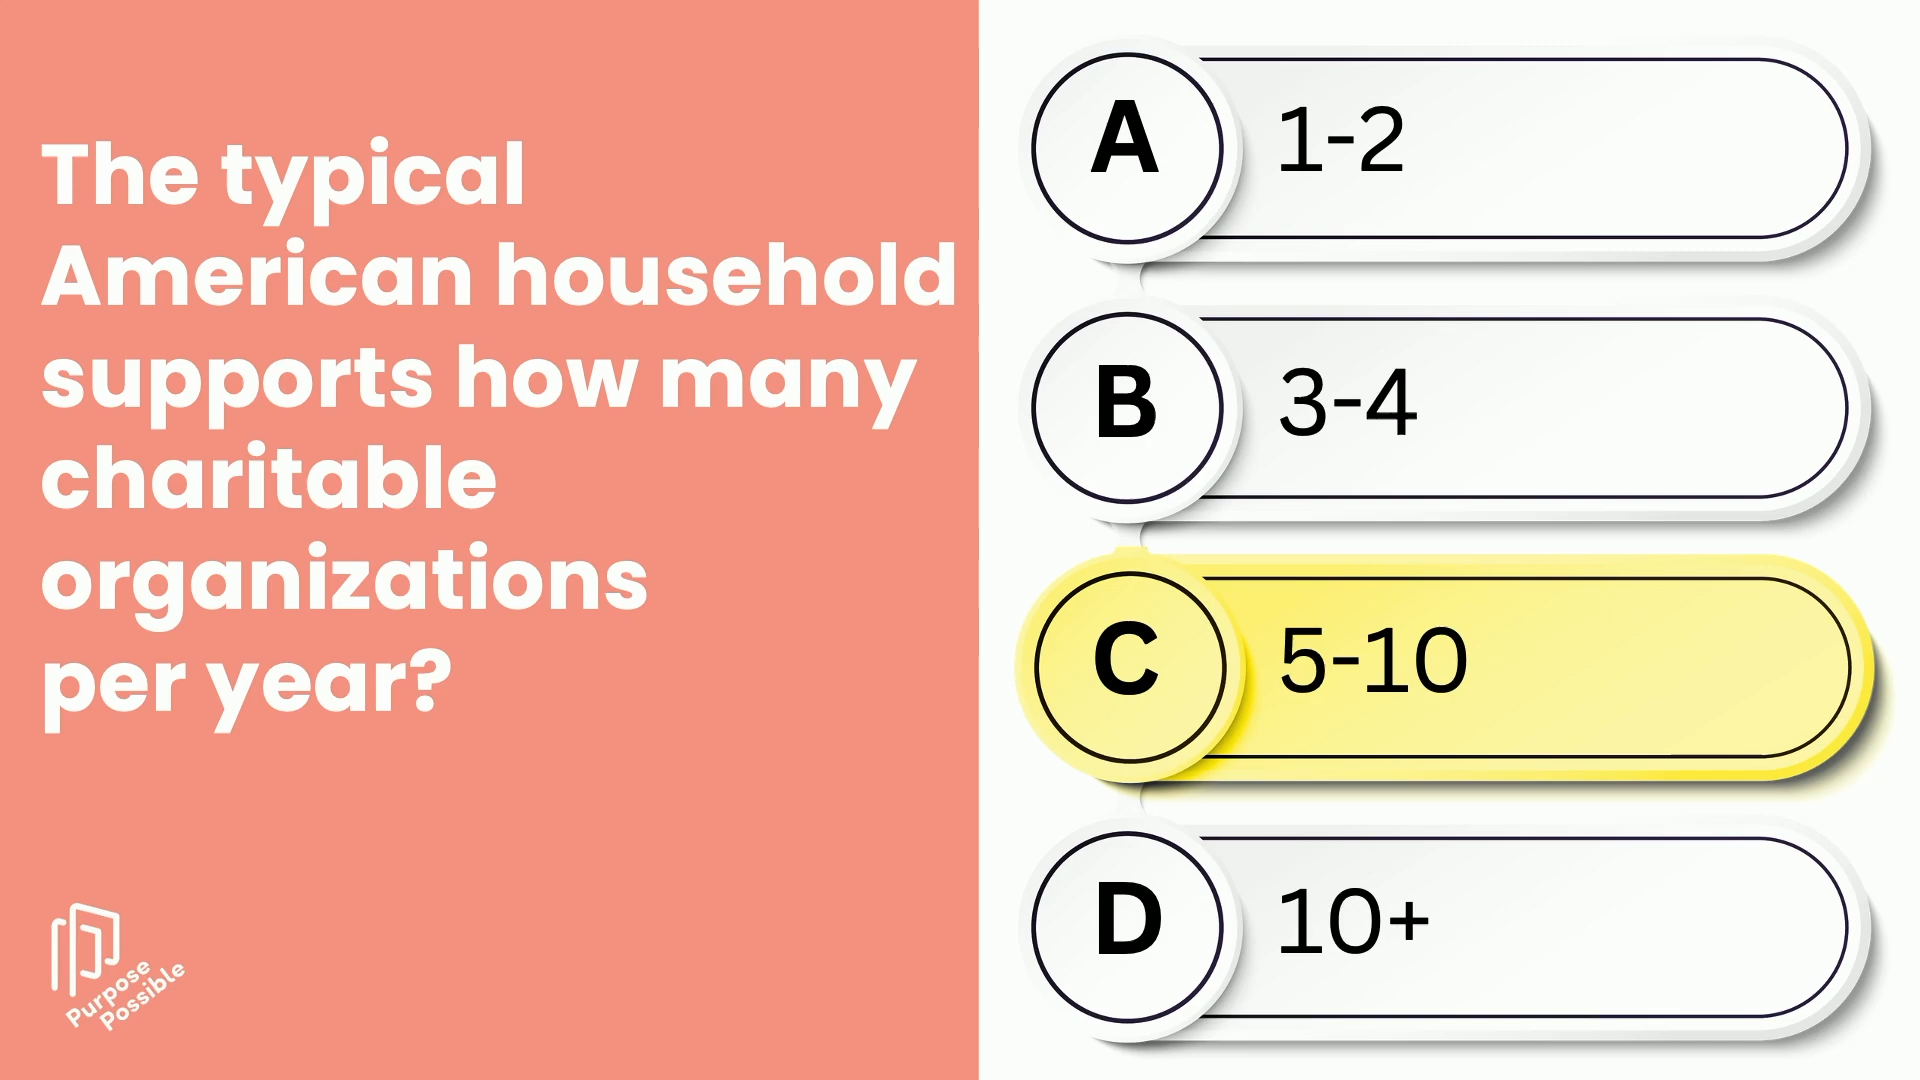 The typical
American household
supports how many
charitable
organizations
per year?
A 1-2
B 3-4
C 5-10
D 10+
Purpose
Possible